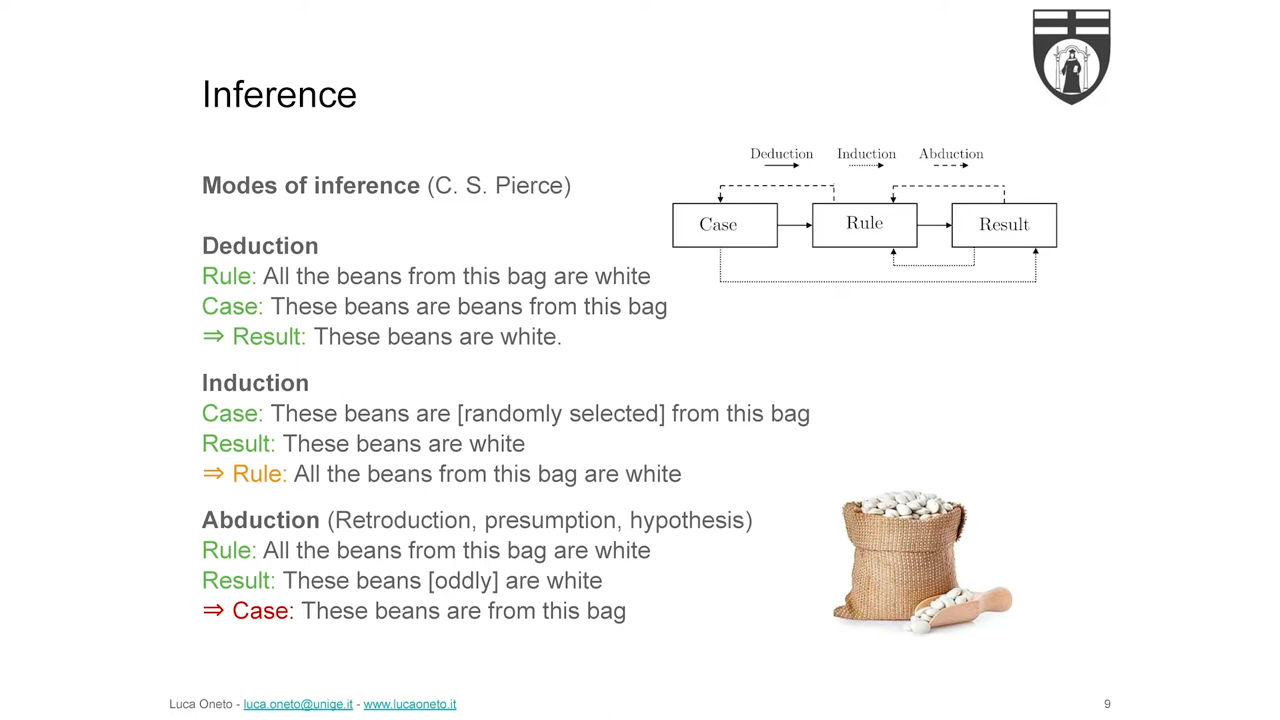 Inference
Modes of inference (C. S. Pierce)
Deduction
Rule: All the beans from this bag are white
Case: These beans are beans from this bag
⇒ Result: These beans are white.
Induction
Case: These beans are [randomly selected] from this bag
Result: These beans are white
⇒ Rule: All the beans from this bag are white
Abduction (Retroduction, presumption, hypothesis)
Rule: All the beans from this bag are white
Result: These beans [oddly] are white
⇒ Case: These beans are from this bag
Deduction Induction Abduction
Case Rule Result
Luca Oneto - luca.oneto@unige.it - www.lucaoneto.it
9